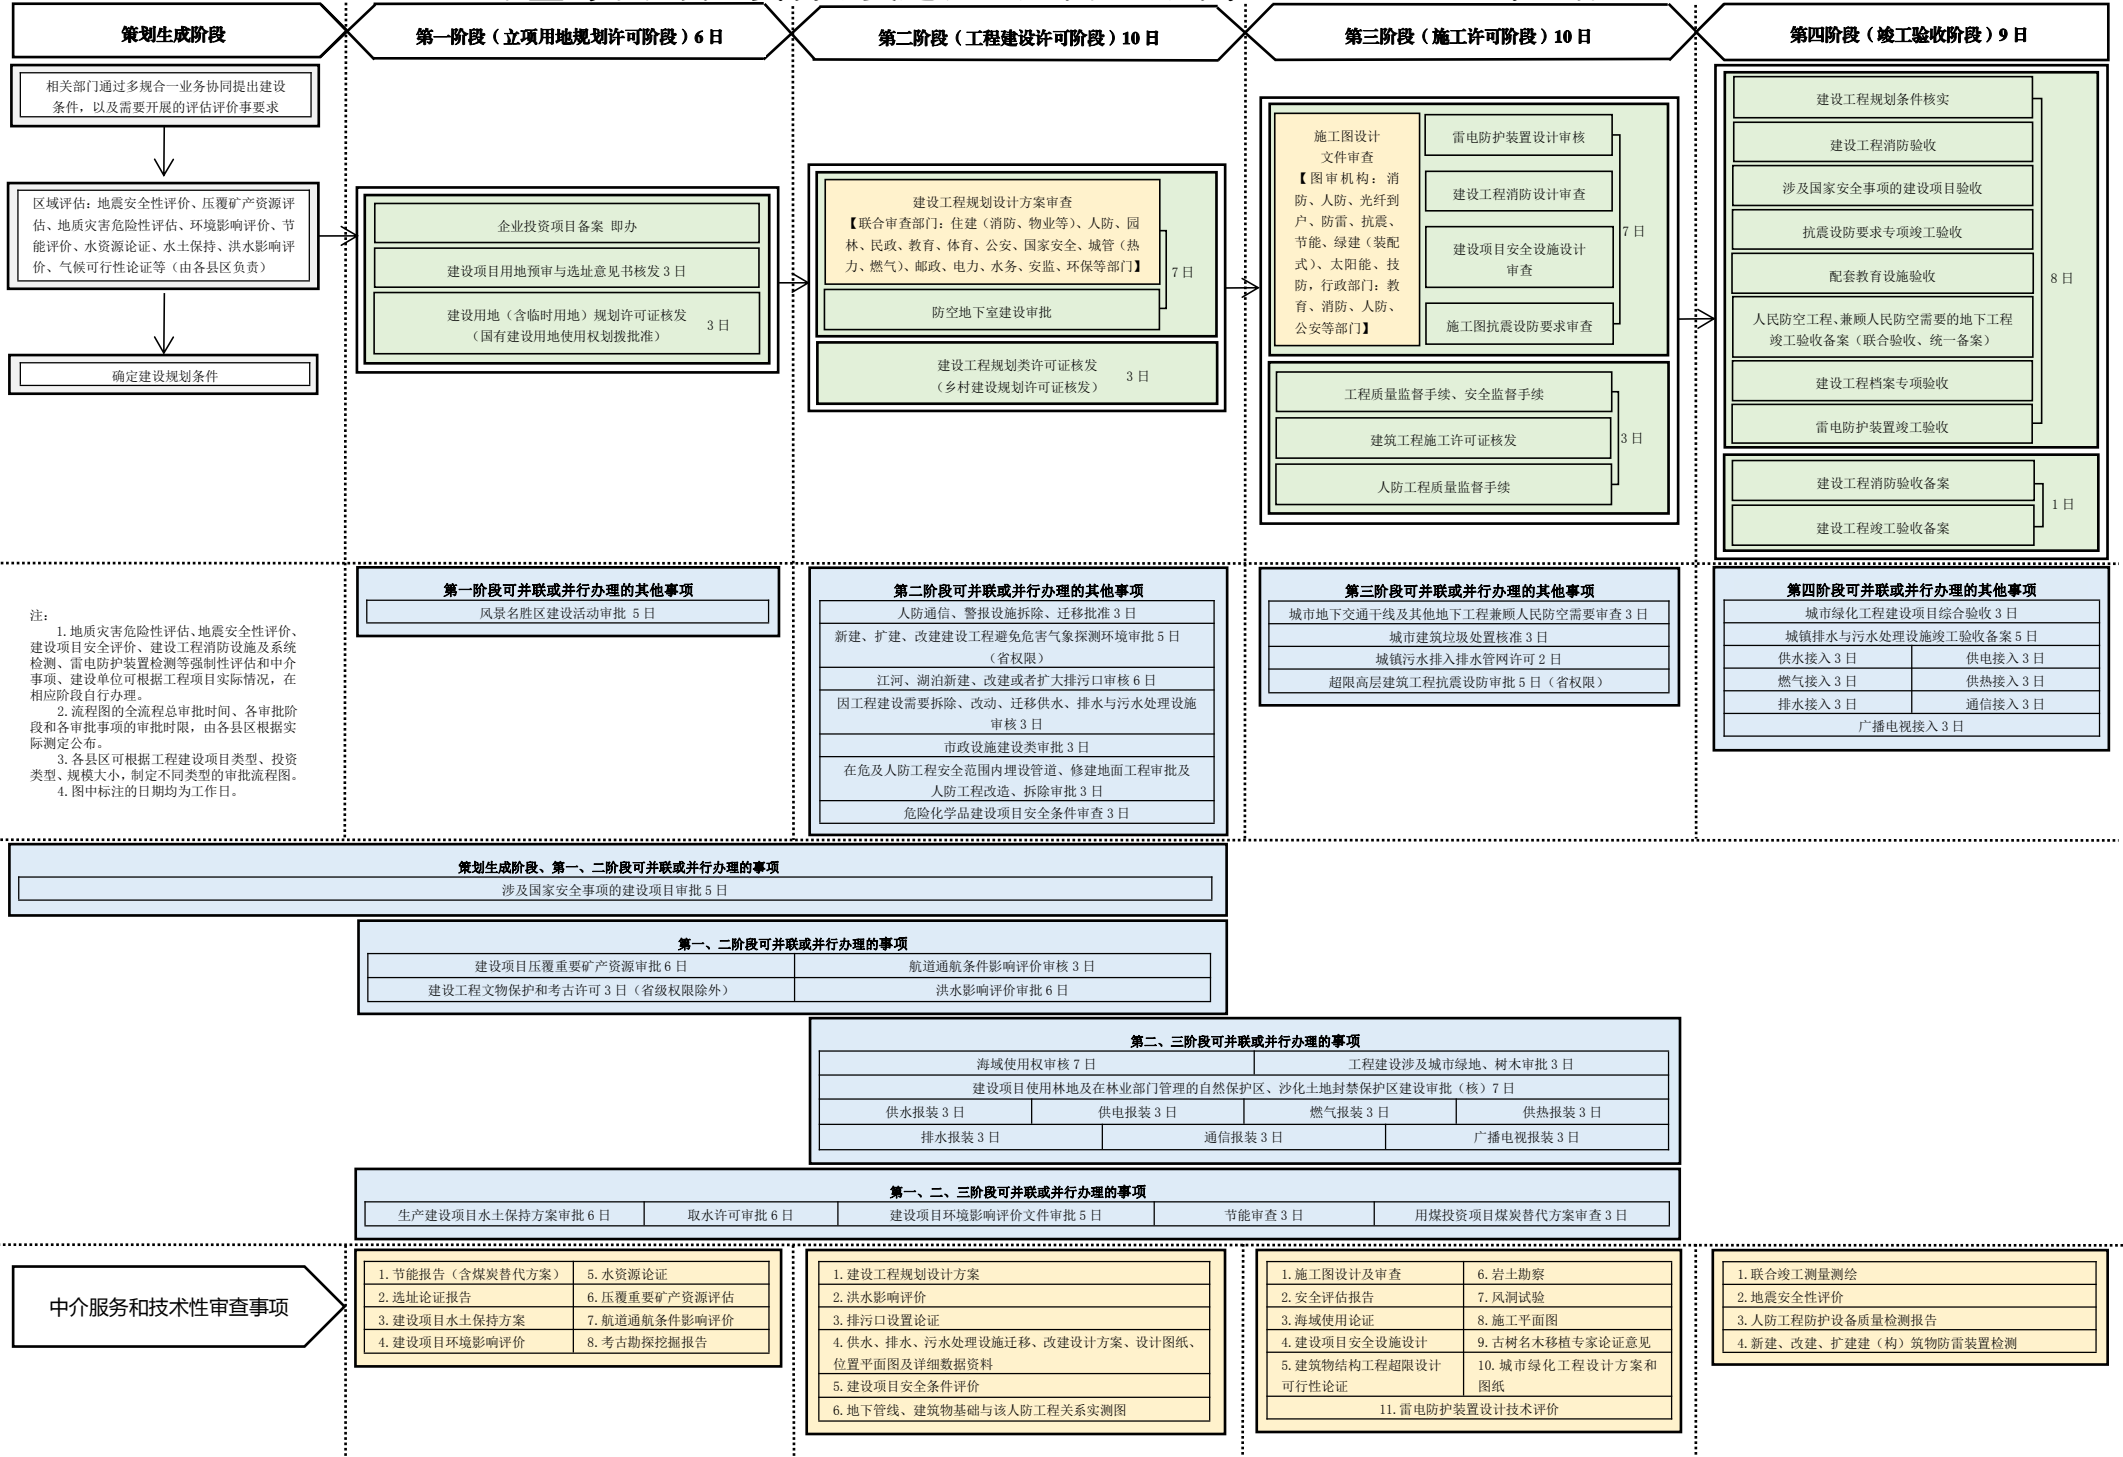 策划生成阶段
第一阶段（立项用地规划许可阶段）6日
第二阶段（工程建设许可阶段）10日
第三阶段（施工许可阶段）10日
第四阶段（竣工验收阶段）9日
相关部门通过多规合一业务协同提出建设
条件，以及需要开展的评估评价事要求
区域评估：地震安全性评价、压覆矿产资源评
估、地质灾害危险性评估、环境影响评价、节
能评价、水资源论证、水土保持、洪水影响评
价、气候可行性论证等（由各县区负责）
确定建设规划条件
企业投资项目备案 即办
建设项目用地预审与选址意见书核发3日
建设用地（含临时用地）规划许可证核发
（国有建设用地使用权划拨批准）
3日
建设工程规划设计方案审查
【联合审查部门：住建（消防、物业等）、人防、园
林、民政、教育、体育、公安、国家安全、城管（热
力、燃气）、邮政、电力、水务、安监、环保等部门】
防空地下室建设审批
7日
建设工程规划类许可证核发
（乡村建设规划许可证核发）
3日
施工图设计
文件审查
【图审机构：消
防、人防、光纤到
户、防雷、抗震、
节能、绿建（装配
式）、太阳能、技
防，行政部门：教
育、消防、人防、
公安等部门】
雷电防护装置设计审核
建设工程消防设计审查
建设项目安全设施设计
审查
施工图抗震设防要求审查
7日
工程质量监督手续、安全监督手续
建筑工程施工许可证核发
人防工程质量监督手续
3日
建设工程规划条件核实
建设工程消防验收
涉及国家安全事项的建设项目验收
抗震设防要求专项竣工验收
配套教育设施验收
人民防空工程、兼顾人民防空需要的地下工程
竣工验收备案（联合验收、统一备案）
建设工程档案专项验收
雷电防护装置竣工验收
8日
建设工程消防验收备案
建设工程竣工验收备案
1日
注：
1.地质灾害危险性评估、地震安全性评价、
建设项目安全评价、建设工程消防设施及系统
检测、雷电防护装置检测等强制性评估和中介
事项、建设单位可根据工程项目实际情况，在
相应阶段自行办理。
2.流程图的全流程总审批时间、各审批阶
段和各审批事项的审批时限，由各县区根据实
际测定公布。
3.各县区可根据工程建设项目类型、投资
类型、规模大小，制定不同类型的审批流程图。
4.图中标注的日期均为工作日。
第一阶段可并联或并行办理的其他事项
风景名胜区建设活动审批 5日
第二阶段可并联或并行办理的其他事项
人防通信、警报设施拆除、迁移批准3日
新建、扩建、改建建设工程避免危害气象探测环境审批5日
（省权限）
江河、湖泊新建、改建或者扩大排污口审核6日
因工程建设需要拆除、改动、迁移供水、排水与污水处理设施
审核3日
市政设施建设类审批3日
在危及人防工程安全范围内埋设管道、修建地面工程审批及
人防工程改造、拆除审批3日
危险化学品建设项目安全条件审查3日
第三阶段可并联或并行办理的其他事项
城市地下交通干线及其他地下工程兼顾人民防空需要审查3日
城市建筑垃圾处置核准3日
城镇污水排入排水管网许可2日
超限高层建筑工程抗震设防审批5日（省权限）
第四阶段可并联或并行办理的其他事项
城市绿化工程建设项目综合验收3日
城镇排水与污水处理设施竣工验收备案5日
供水接入3日 供电接入3日
燃气接入3日 供热接入3日
排水接入3日 通信接入3日
广播电视接入3日
策划生成阶段、第一、二阶段可并联或并行办理的事项
涉及国家安全事项的建设项目审批5日
第一、二阶段可并联或并行办理的事项
建设项目压覆重要矿产资源审批6日 航道通航条件影响评价审核3日
建设工程文物保护和考古许可3日（省级权限除外） 洪水影响评价审批6日
第二、三阶段可并联或并行办理的事项
海域使用权审核7日 工程建设涉及城市绿地、树木审批3日
建设项目使用林地及在林业部门管理的自然保护区、沙化土地封禁保护区建设审批（核）7日
供水报装3日 供电报装3日 燃气报装3日 供热报装3日
排水报装3日 通信报装3日 广播电视报装3日
第一、二、三阶段可并联或并行办理的事项
生产建设项目水土保持方案审批6日 取水许可审批6日 建设项目环境影响评价文件审批5日 节能审查3日 用煤投资项目煤炭替代方案审查3日
中介服务和技术性审查事项
1.节能报告（含煤炭替代方案） 5.水资源论证
2.选址论证报告 6.压覆重要矿产资源评估
3.建设项目水土保持方案 7.航道通航条件影响评价
4.建设项目环境影响评价 8.考古勘探挖掘报告
1.建设工程规划设计方案
2.洪水影响评价
3.排污口设置论证
4.供水、排水、污水处理设施迁移、改建设计方案、设计图纸、
位置平面图及详细数据资料
5.建设项目安全条件评价
6.地下管线、建筑物基础与该人防工程关系实测图
1.施工图设计及审查 6.岩土勘察
2.安全评估报告 7.风洞试验
3.海域使用论证 8.施工平面图
4.建设项目安全设施设计 9.古树名木移植专家论证意见
5.建筑物结构工程超限设计 10.城市绿化工程设计方案和
可行性论证 图纸
11.雷电防护装置设计技术评价
1.联合竣工测量测绘
2.地震安全性评价
3.人防工程防护设备质量检测报告
4.新建、改建、扩建建（构）筑物防雷装置检测